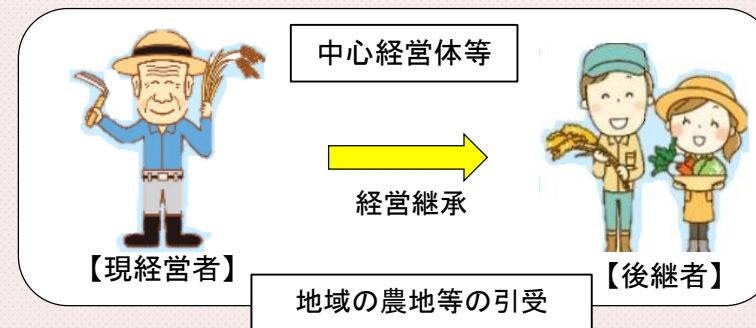 中心経営体等
経営継承
【現経営者】
【後継者】
地域の農地等の引受